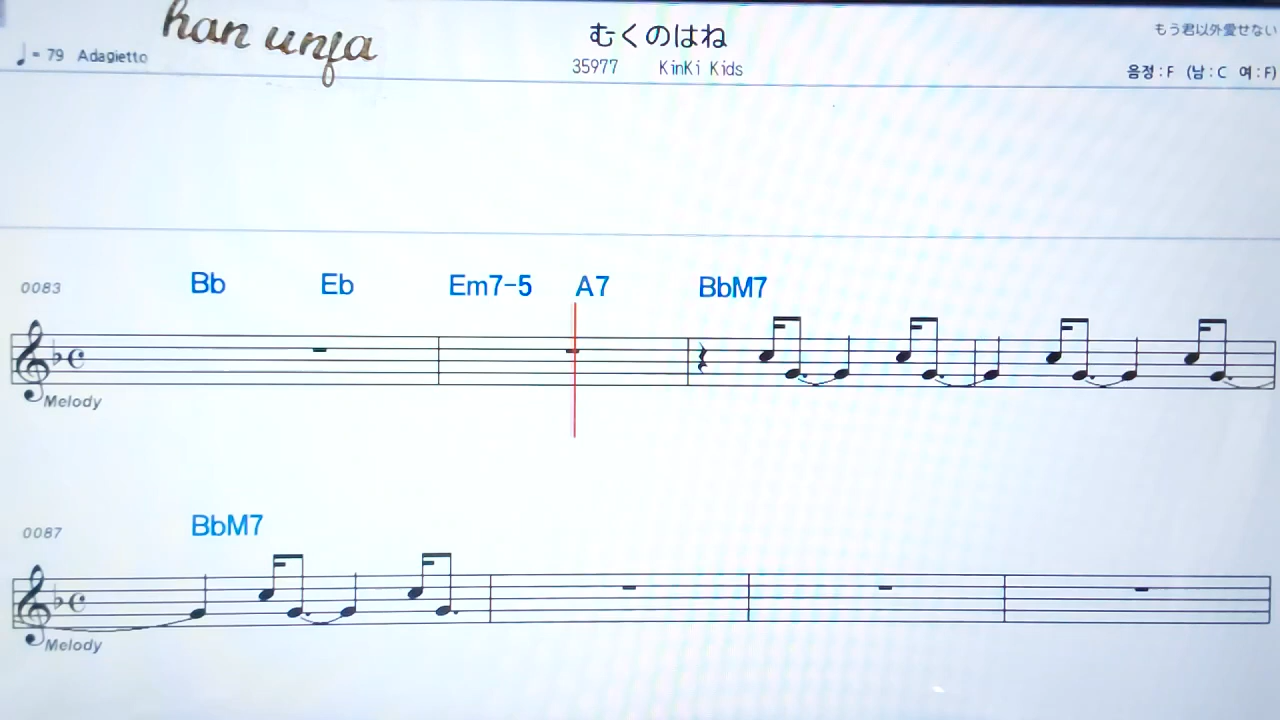 han unfa
むくのはね
もう君以外愛せない
♩= 79 Adagietto
35977 KinKi Kids
음정 : F (남 : C 여 : F)
0083 Bb Eb Em7-5 A7 BbM7
Melody
0087 BbM7
Melody